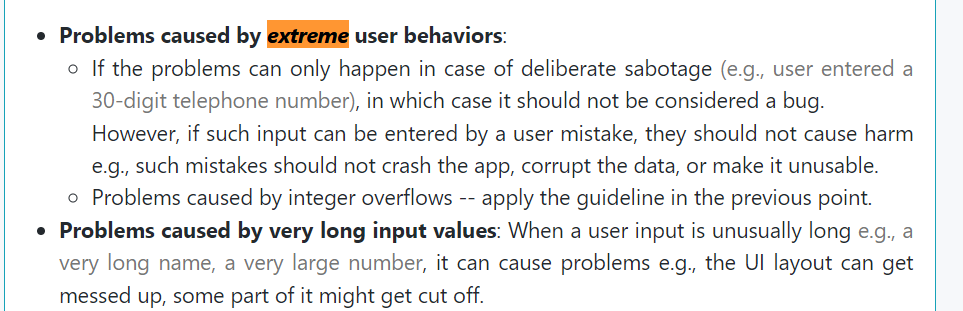 • Problems caused by extreme user behaviors:
○ If the problems can only happen in case of deliberate sabotage (e.g., user entered a
30-digit telephone number), in which case it should not be considered a bug.
However, if such input can be entered by a user mistake, they should not cause harm
e.g., such mistakes should not crash the app, corrupt the data, or make it unusable.
○ Problems caused by integer overflows -- apply the guideline in the previous point.
• Problems caused by very long input values: When a user input is unusually long e.g., a
very long name, a very large number, it can cause problems e.g., the UI layout can get
messed up, some part of it might get cut off.